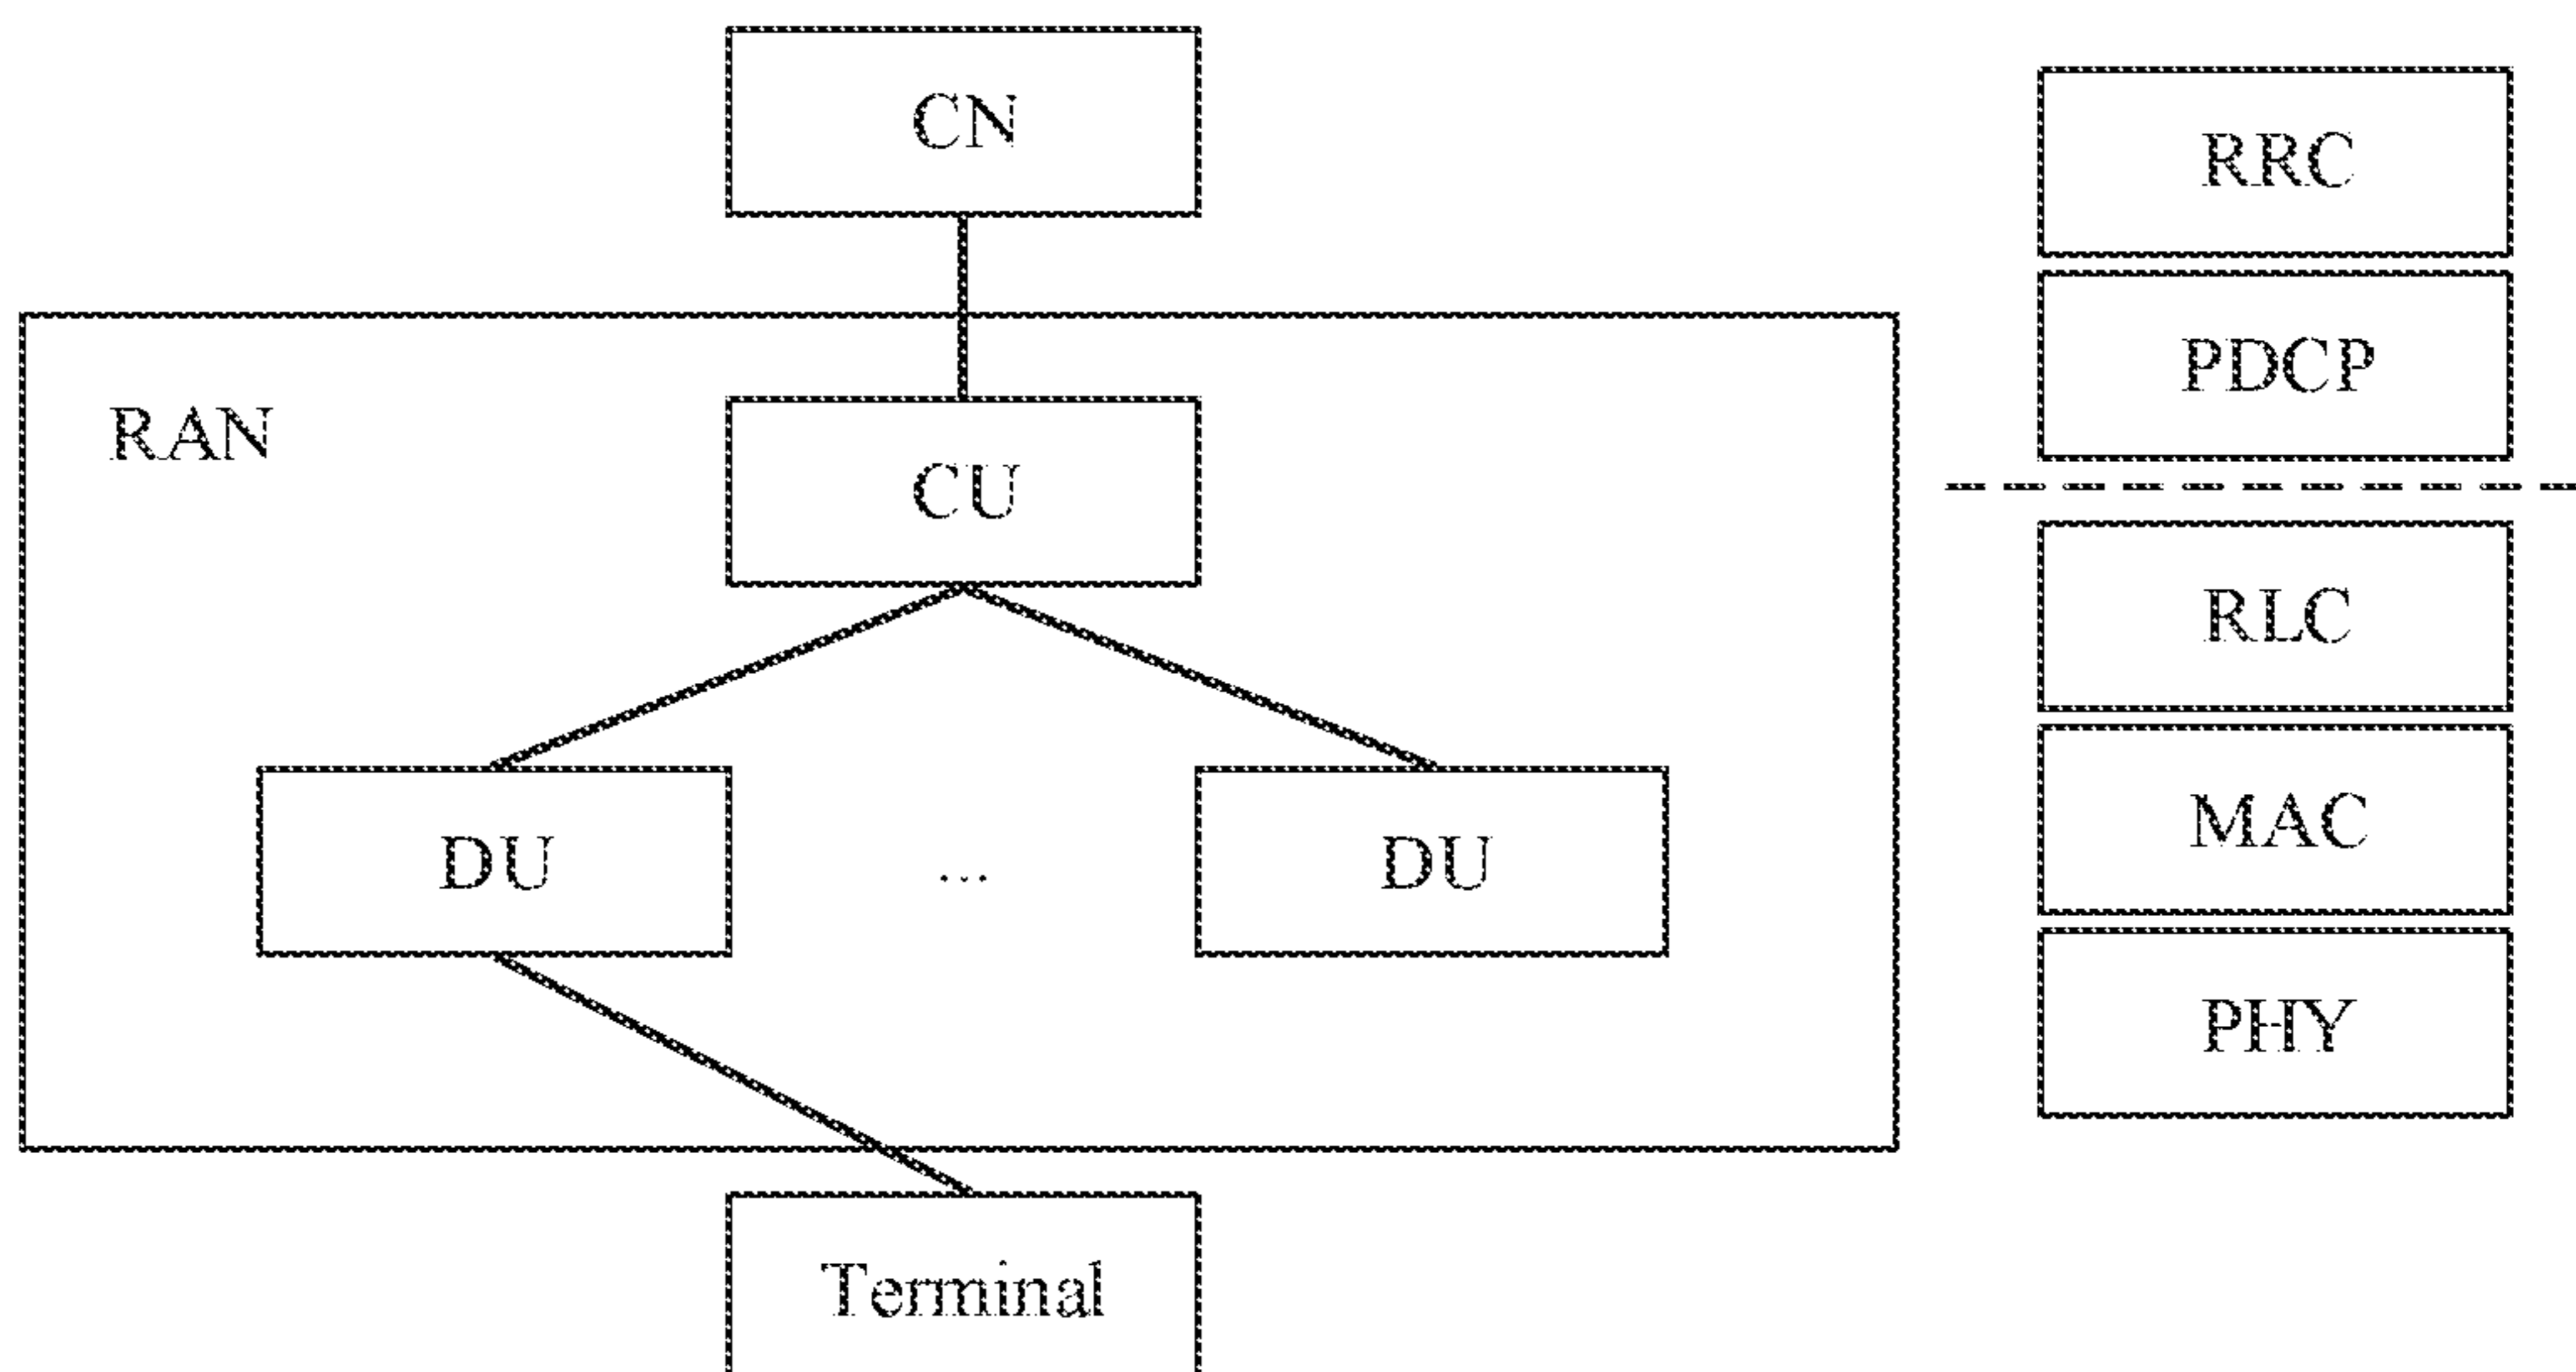 CN
RAN
CU
DU
...
DU
Terminal
RRC
PDCP
RLC
MAC
PHY